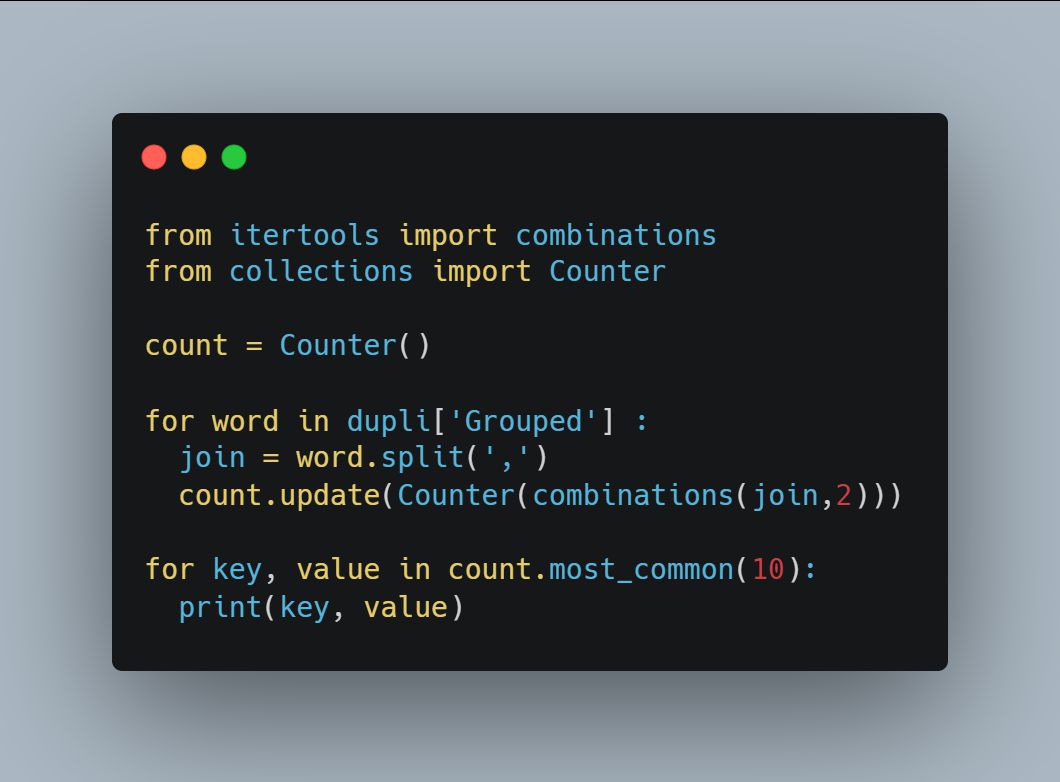 from itertools import combinations
from collections import Counter
count = Counter()
for word in dupli['Grouped'] :
  join = word.split(',')
  count.update(Counter(combinations(join,2)))
for key, value in count.most_common(10):
  print(key, value)